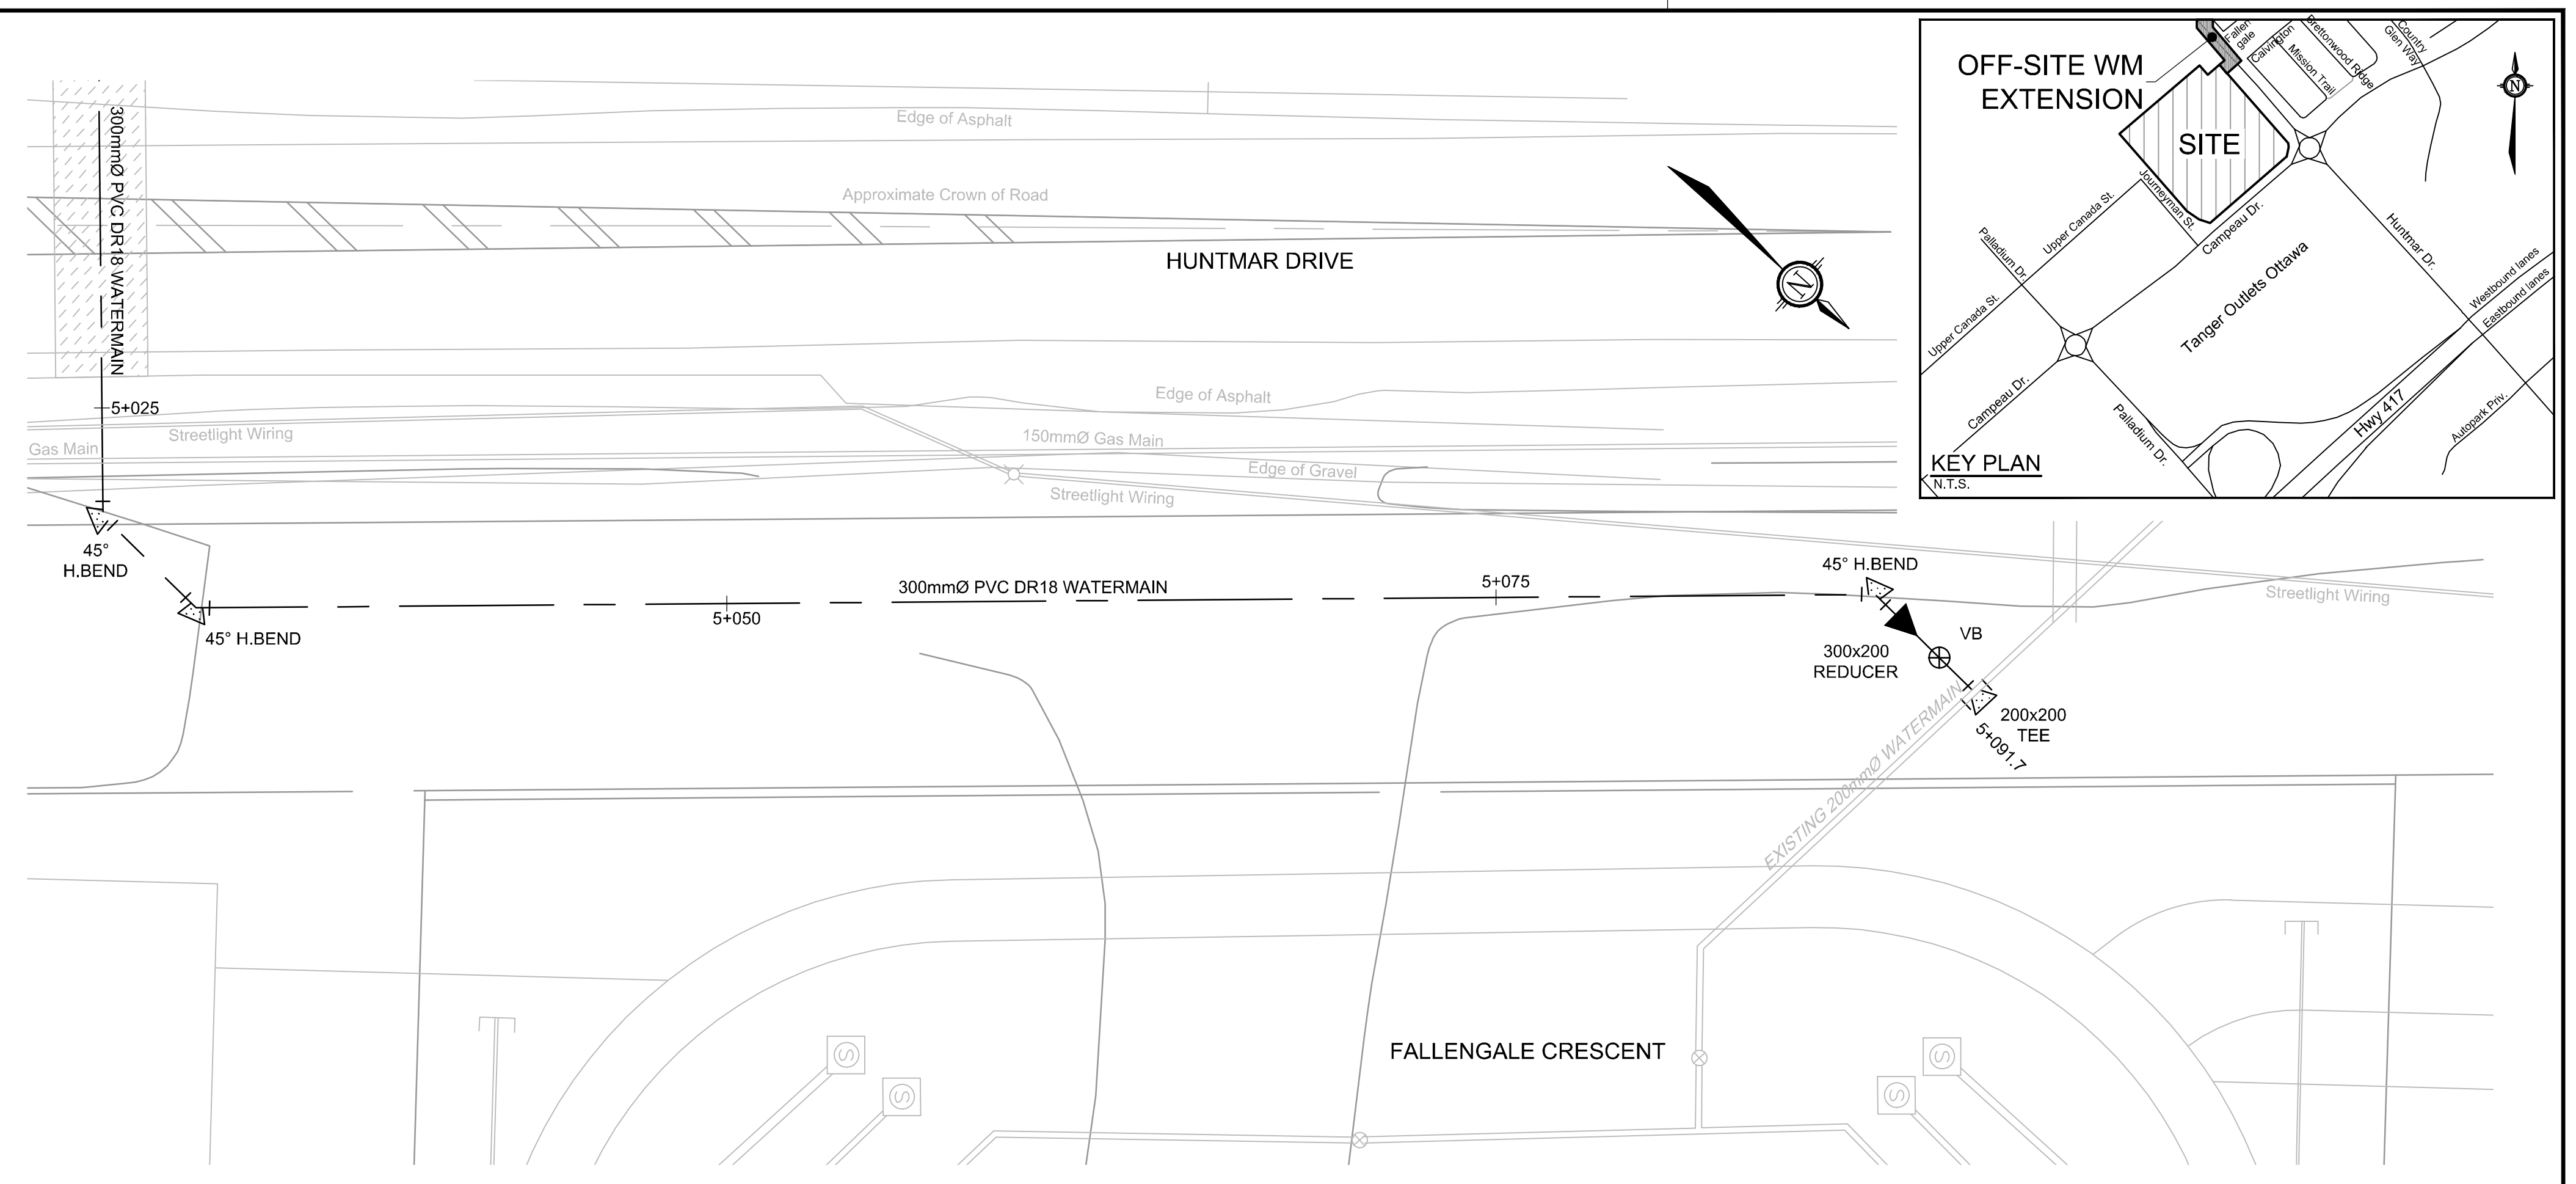 300mmØ PVC DR18 WATERMAIN
Edge of Asphalt
Approximate Crown of Road
HUNTMAR DRIVE
N
5+025
Streetlight Wiring
Gas Main
Edge of Asphalt
150mmØ Gas Main
Edge of Gravel
Streetlight Wiring
45°
H.BEND
45° H.BEND
300mmØ PVC DR18 WATERMAIN
5+050
5+075
45° H.BEND
Streetlight Wiring
VB
300x200
REDUCER
200x200
TEE
5+091.7
EXISTING 200mmØ WATERMAIN
FALLENGALE CRESCENT
S
S
S
S
OFF-SITE WM
EXTENSION
SITE
Fallen
gale
Calvington
Mission Trail
Brettonwood Ridge
Country
Glen Way
N
Journeyman St.
Upper Canada St.
Campeau Dr.
Palladium Dr.
Huntmar Dr.
Tanger Outlets Ottawa
Westbound lanes
Eastbound lanes
Upper Canada St.
Campeau Dr.
Palladium Dr.
Hwy 417
Autopark Priv.
KEY PLAN
N.T.S.